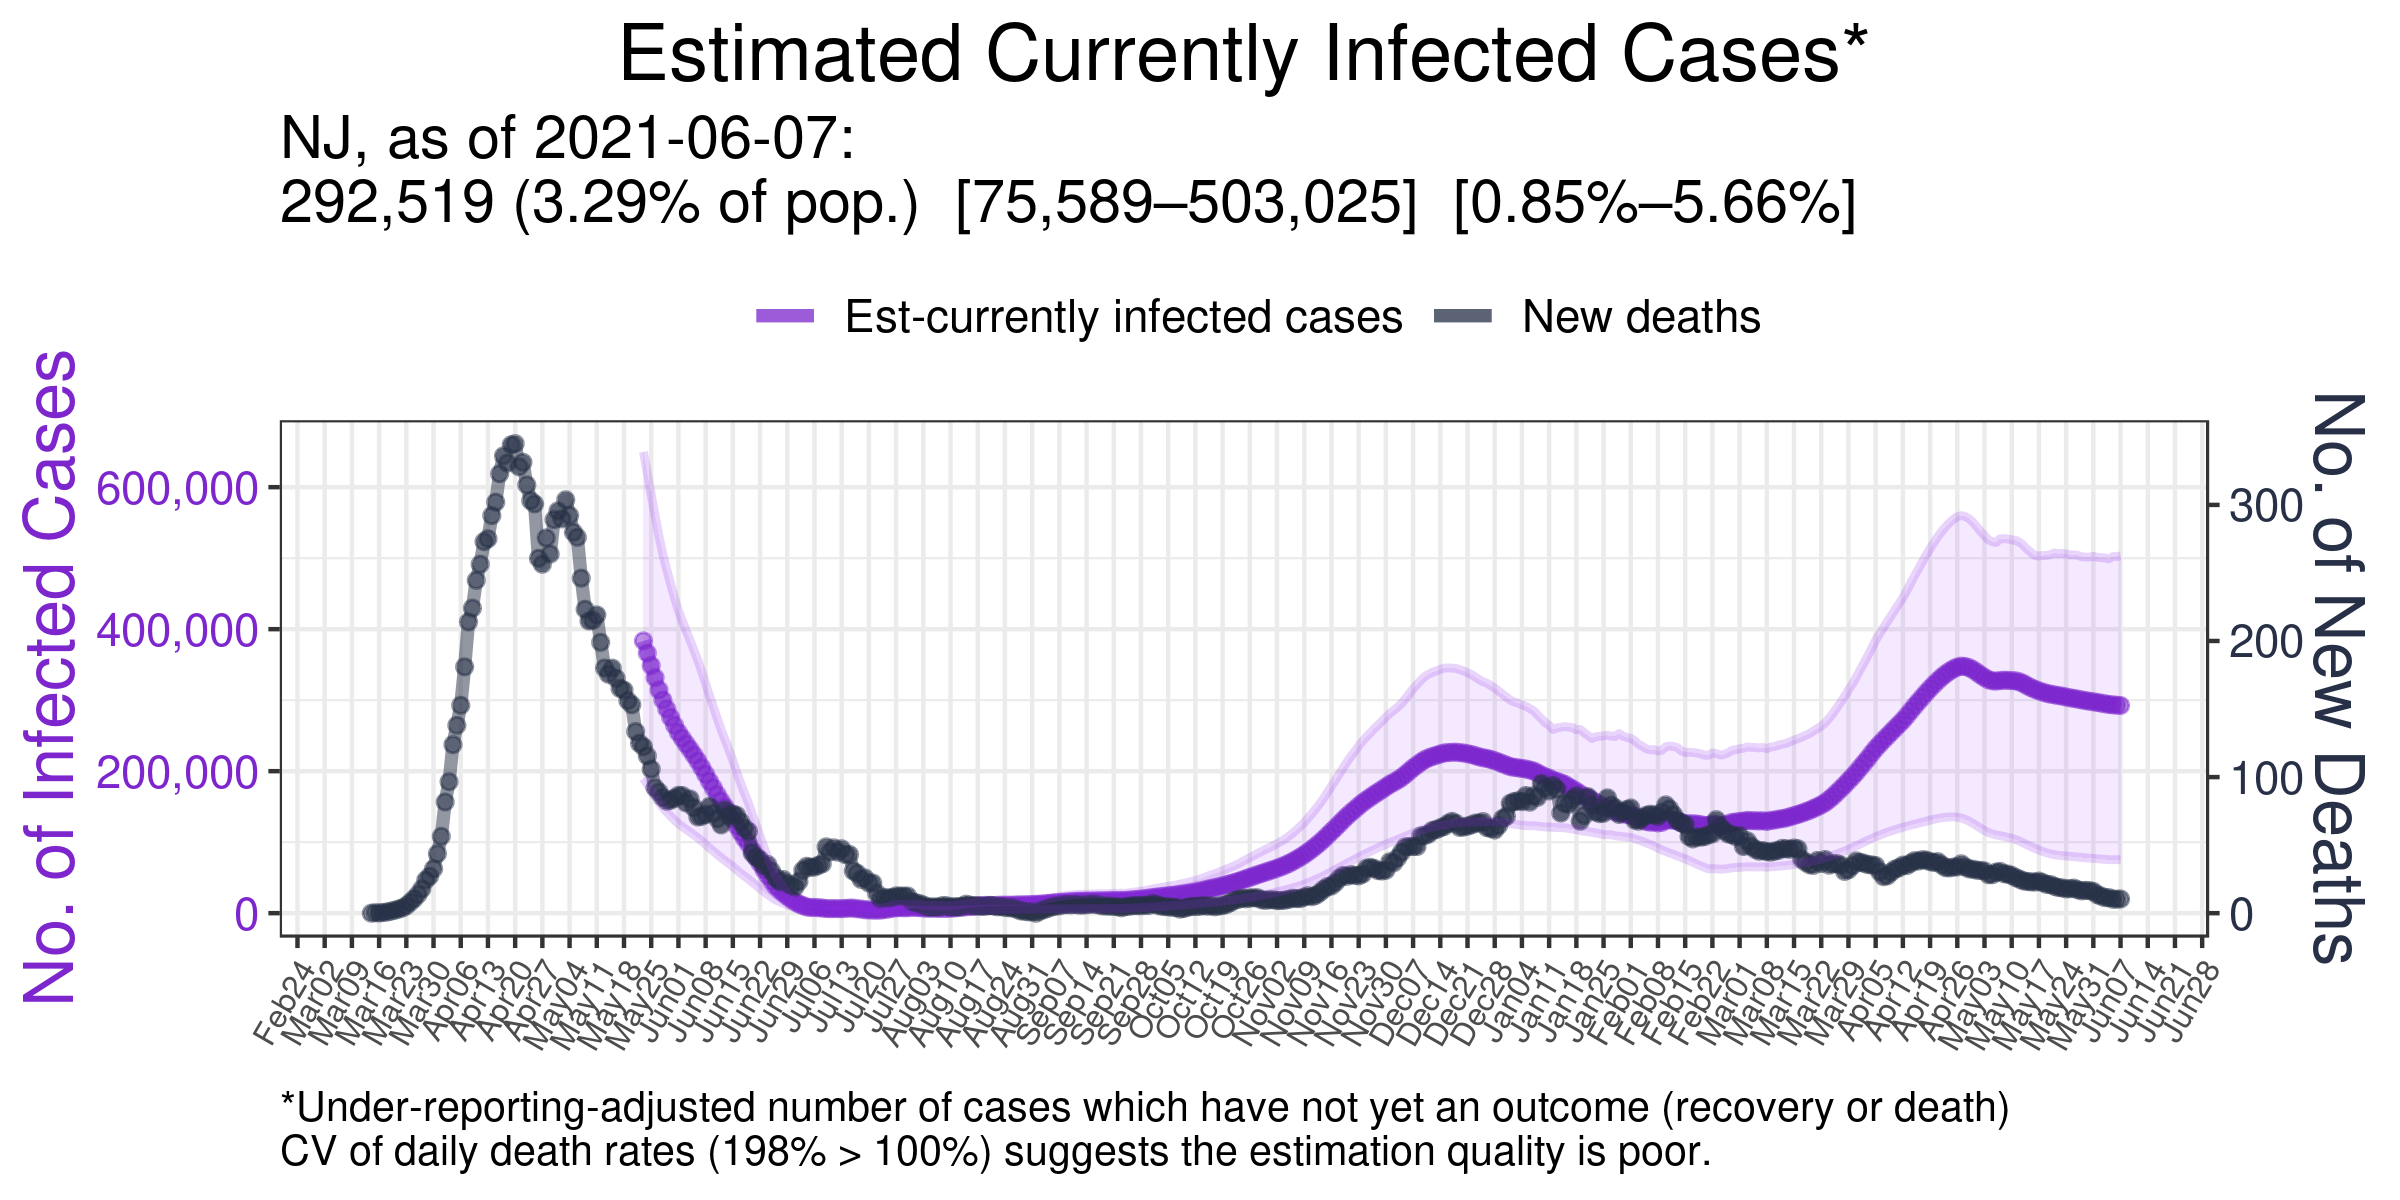 Estimated Currently Infected Cases*
NJ, as of 2021-06-07:
292,519 (3.29% of pop.) [75,589–503,025] [0.85%–5.66%]
Est-currently infected cases
New deaths
No. of Infected Cases
600,000
400,000
200,000
0
No. of New Deaths
300
200
100
0
Feb24
Mar02
Mar09
Mar16
Mar23
Mar30
Apr06
Apr13
Apr20
Apr27
May04
May11
May18
May25
Jun01
Jun08
Jun15
Jun22
Jun29
Jul06
Jul13
Jul20
Jul27
Aug03
Aug10
Aug17
Aug24
Aug31
Sep07
Sep14
Sep21
Sep28
Oct05
Oct12
Oct19
Oct26
Nov02
Nov09
Nov16
Nov23
Nov30
Dec07
Dec14
Dec21
Dec28
Jan04
Jan11
Jan18
Jan25
Feb01
Feb08
Feb15
Feb22
Mar01
Mar08
Mar15
Mar22
Mar29
Apr05
Apr12
Apr19
Apr26
May03
May10
May17
May24
May31
Jun07
Jun14
Jun21
Jun28
*Under-reporting-adjusted number of cases which have not yet an outcome (recovery or death)
CV of daily death rates (198% > 100%) suggests the estimation quality is poor.